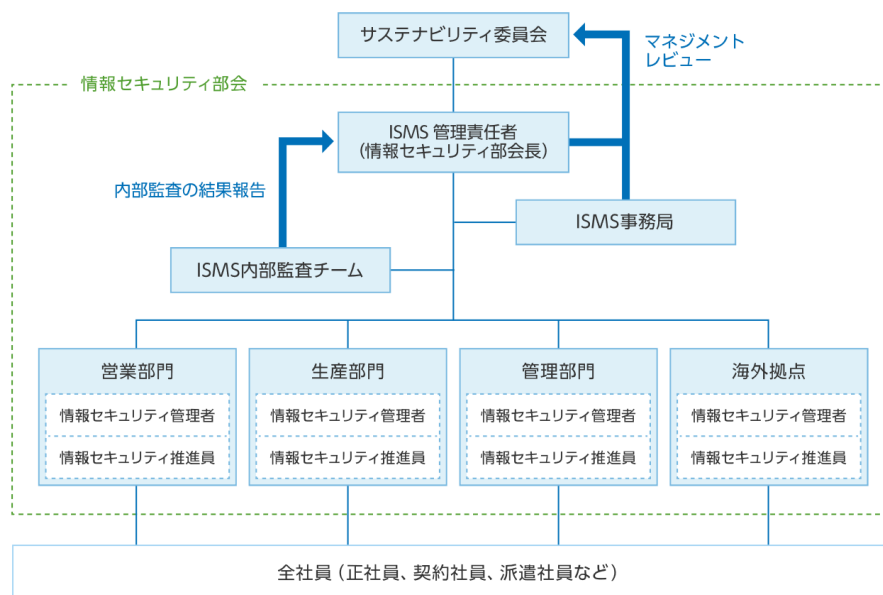 サステナビリティ委員会
マネジメント
レビュー
情報セキュリティ部会
ISMS 管理責任者
（情報セキュリティ部会長）
内部監査の結果報告
ISMS事務局
ISMS内部監査チーム
営業部門
情報セキュリティ管理者
情報セキュリティ推進員
生産部門
情報セキュリティ管理者
情報セキュリティ推進員
管理部門
情報セキュリティ管理者
情報セキュリティ推進員
海外拠点
情報セキュリティ管理者
情報セキュリティ推進員
全社員（正社員、契約社員、派遣社員など）